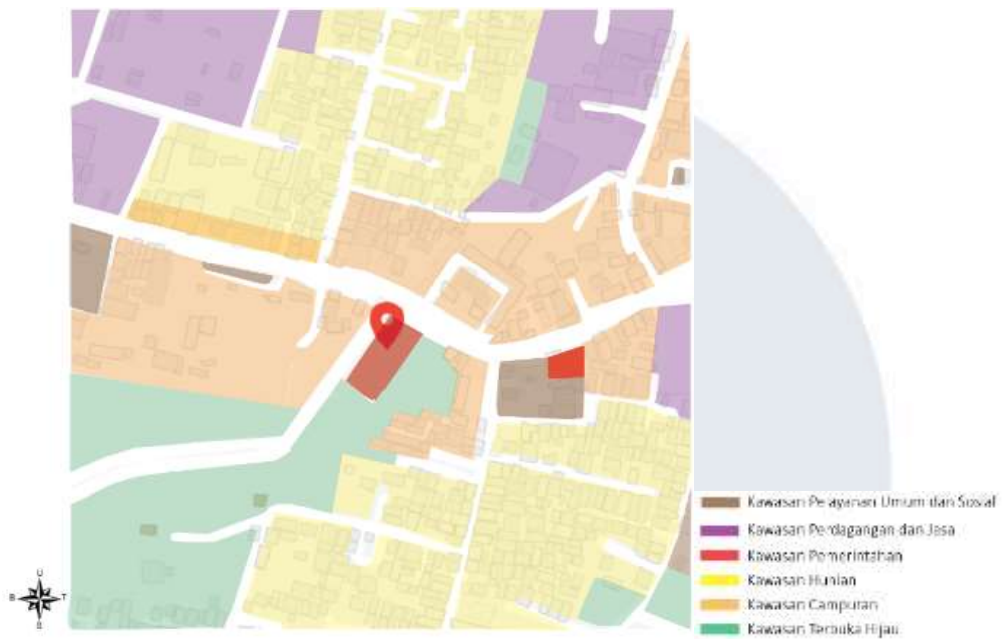 Kawasan Pelayanan Umum dan Sosial
Kawasan Perdagangan dan Jasa
Kawasan Pemerintahan
Kawasan Hunian
Kawasan Campuran
Kawasan Terbuka Hijau
U
B T
S